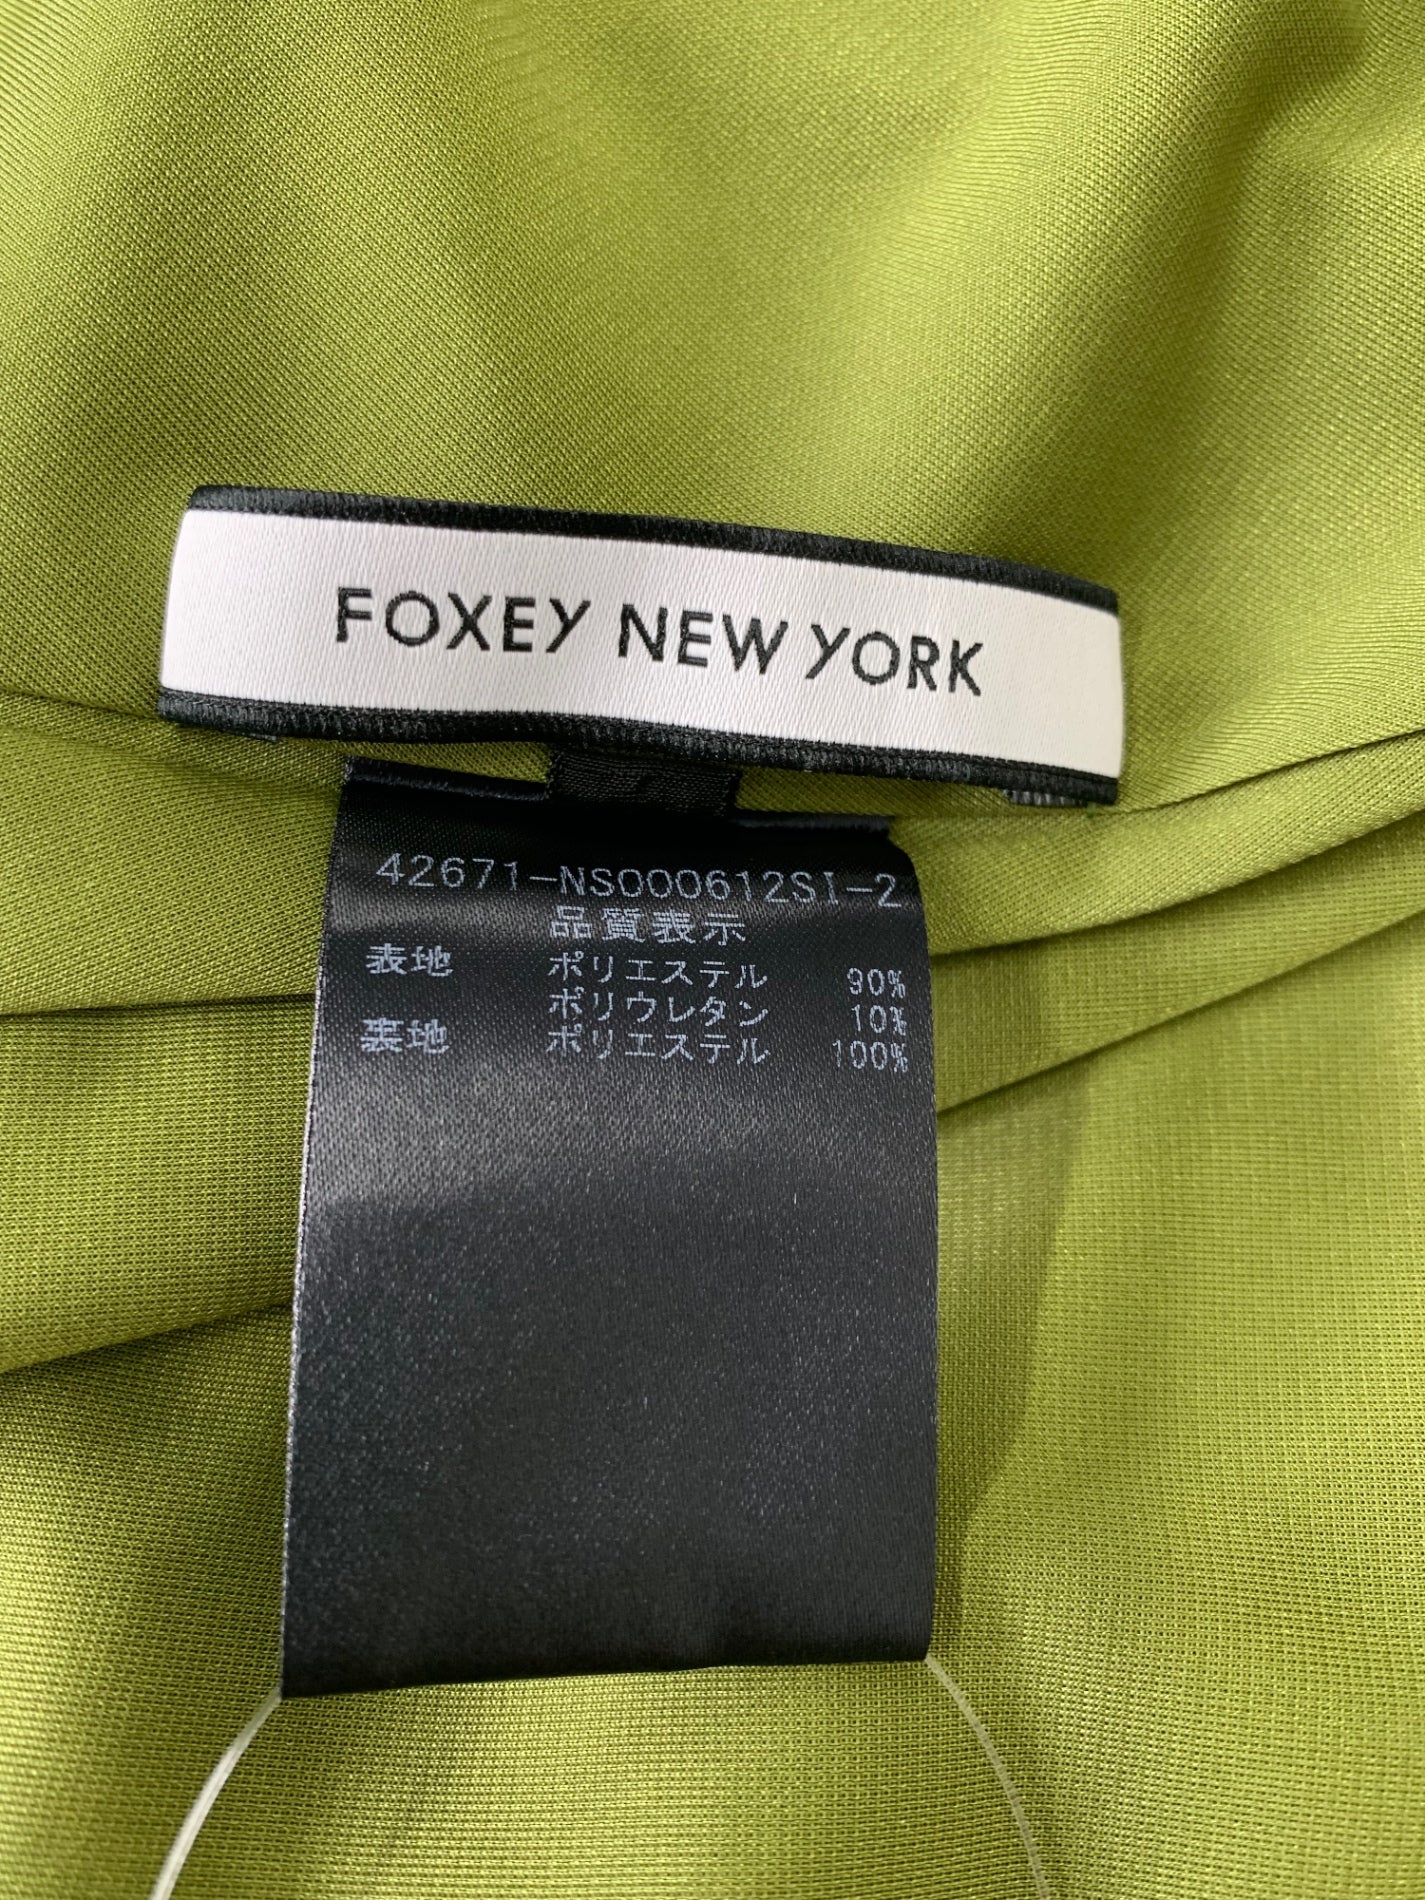 FOXEY NEW YORK
42671-NS000612SI-2
品質表示
表地 ポリエステル 90%
ポリウレタン 10%
裏地 ポリエステル 100%